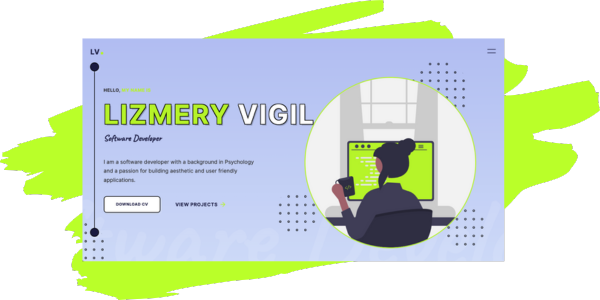 LV.
HELLO,
LIZMERY VIGIL
Software Developer
I am a software developer with a background in Psychology
and a passion for building aesthetic and user friendly
applications.
DOWNLOAD CV
VIEW PROJECTS